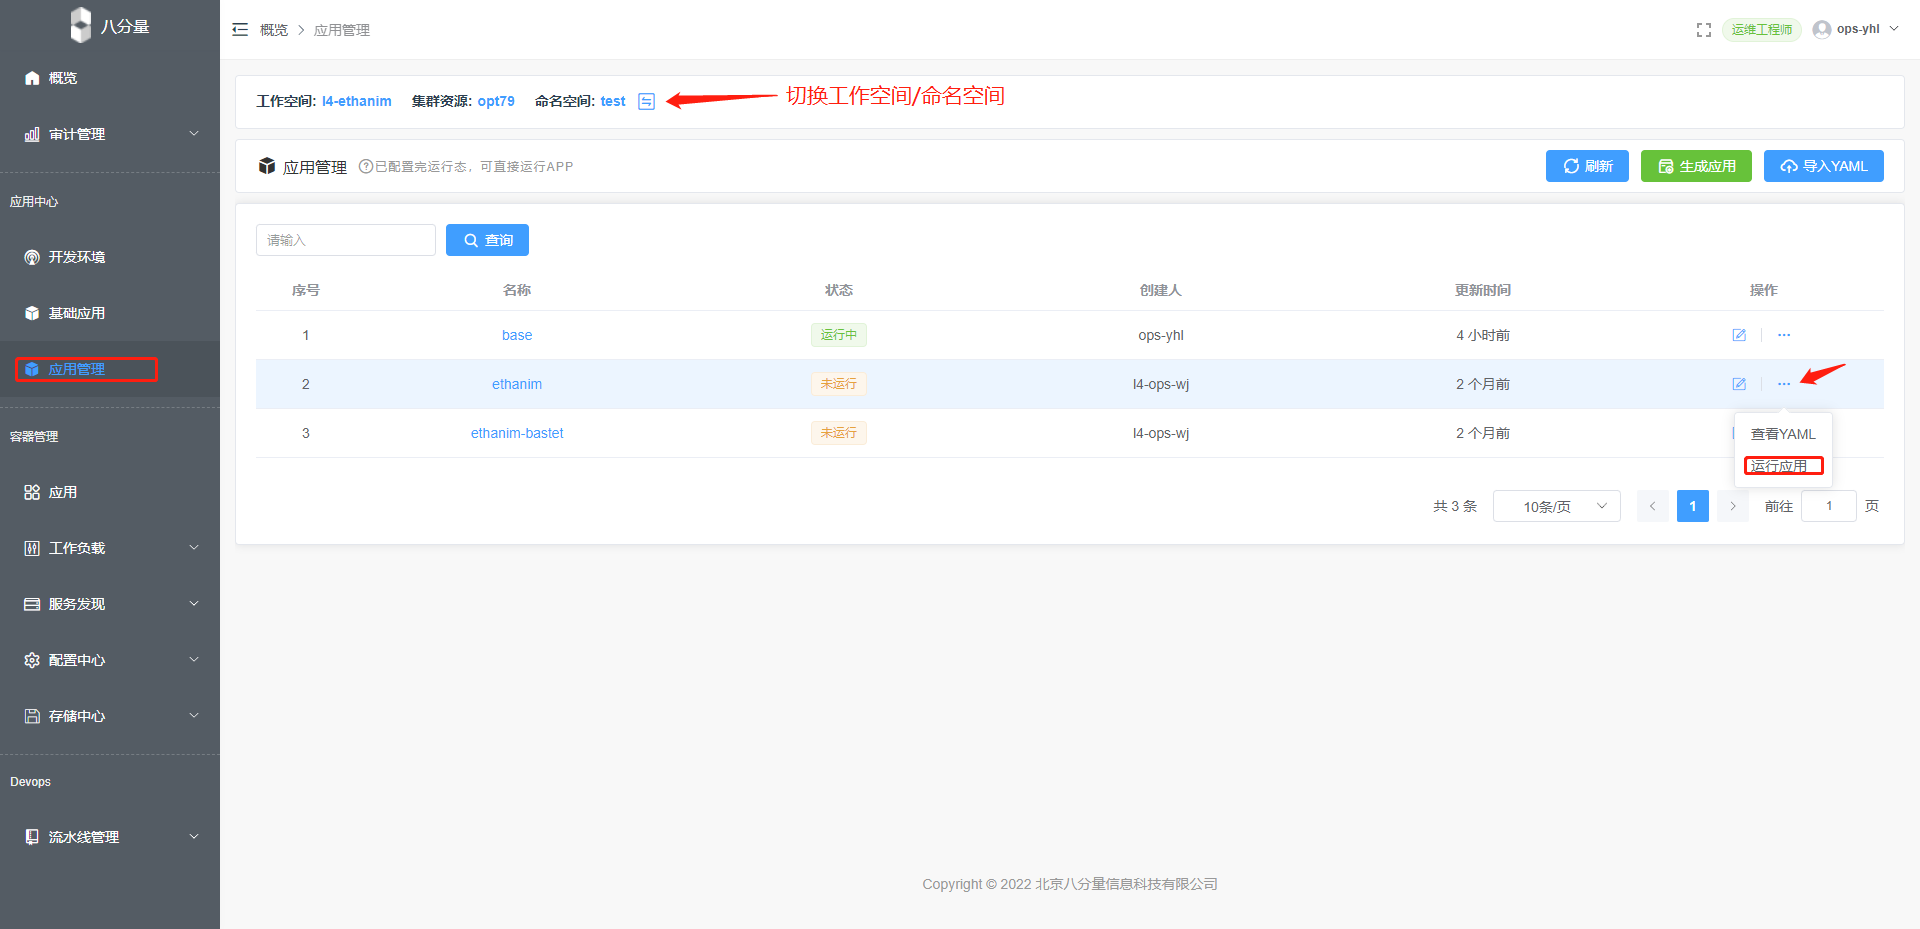 八分量
概览
审计管理
应用中心
开发环境
基础应用
应用管理
容器管理
应用
工作负载
服务发现
配置中心
存储中心
Devops
流水线管理
概览 > 应用管理
运维工程师 ops-yhl
工作空间: l4-ethanim 集群资源: opt79 命名空间: test
切换工作空间/命名空间
应用管理 ?已配置完运行态，可直接运行APP
刷新 生成应用 导入YAML
请输入 查询
序号 名称 状态 创建人 更新时间 操作
1 base 运行中 ops-yhl 4 小时前 ···
2 ethanim 未运行 l4-ops-wj 2 个月前 ···
3 ethanim-bastet 未运行 l4-ops-wj 2 个月前
查看YAML
运行应用
共 3 条 10条/页 < 1 > 前往 1 页
Copyright © 2022 北京八分量信息科技有限公司